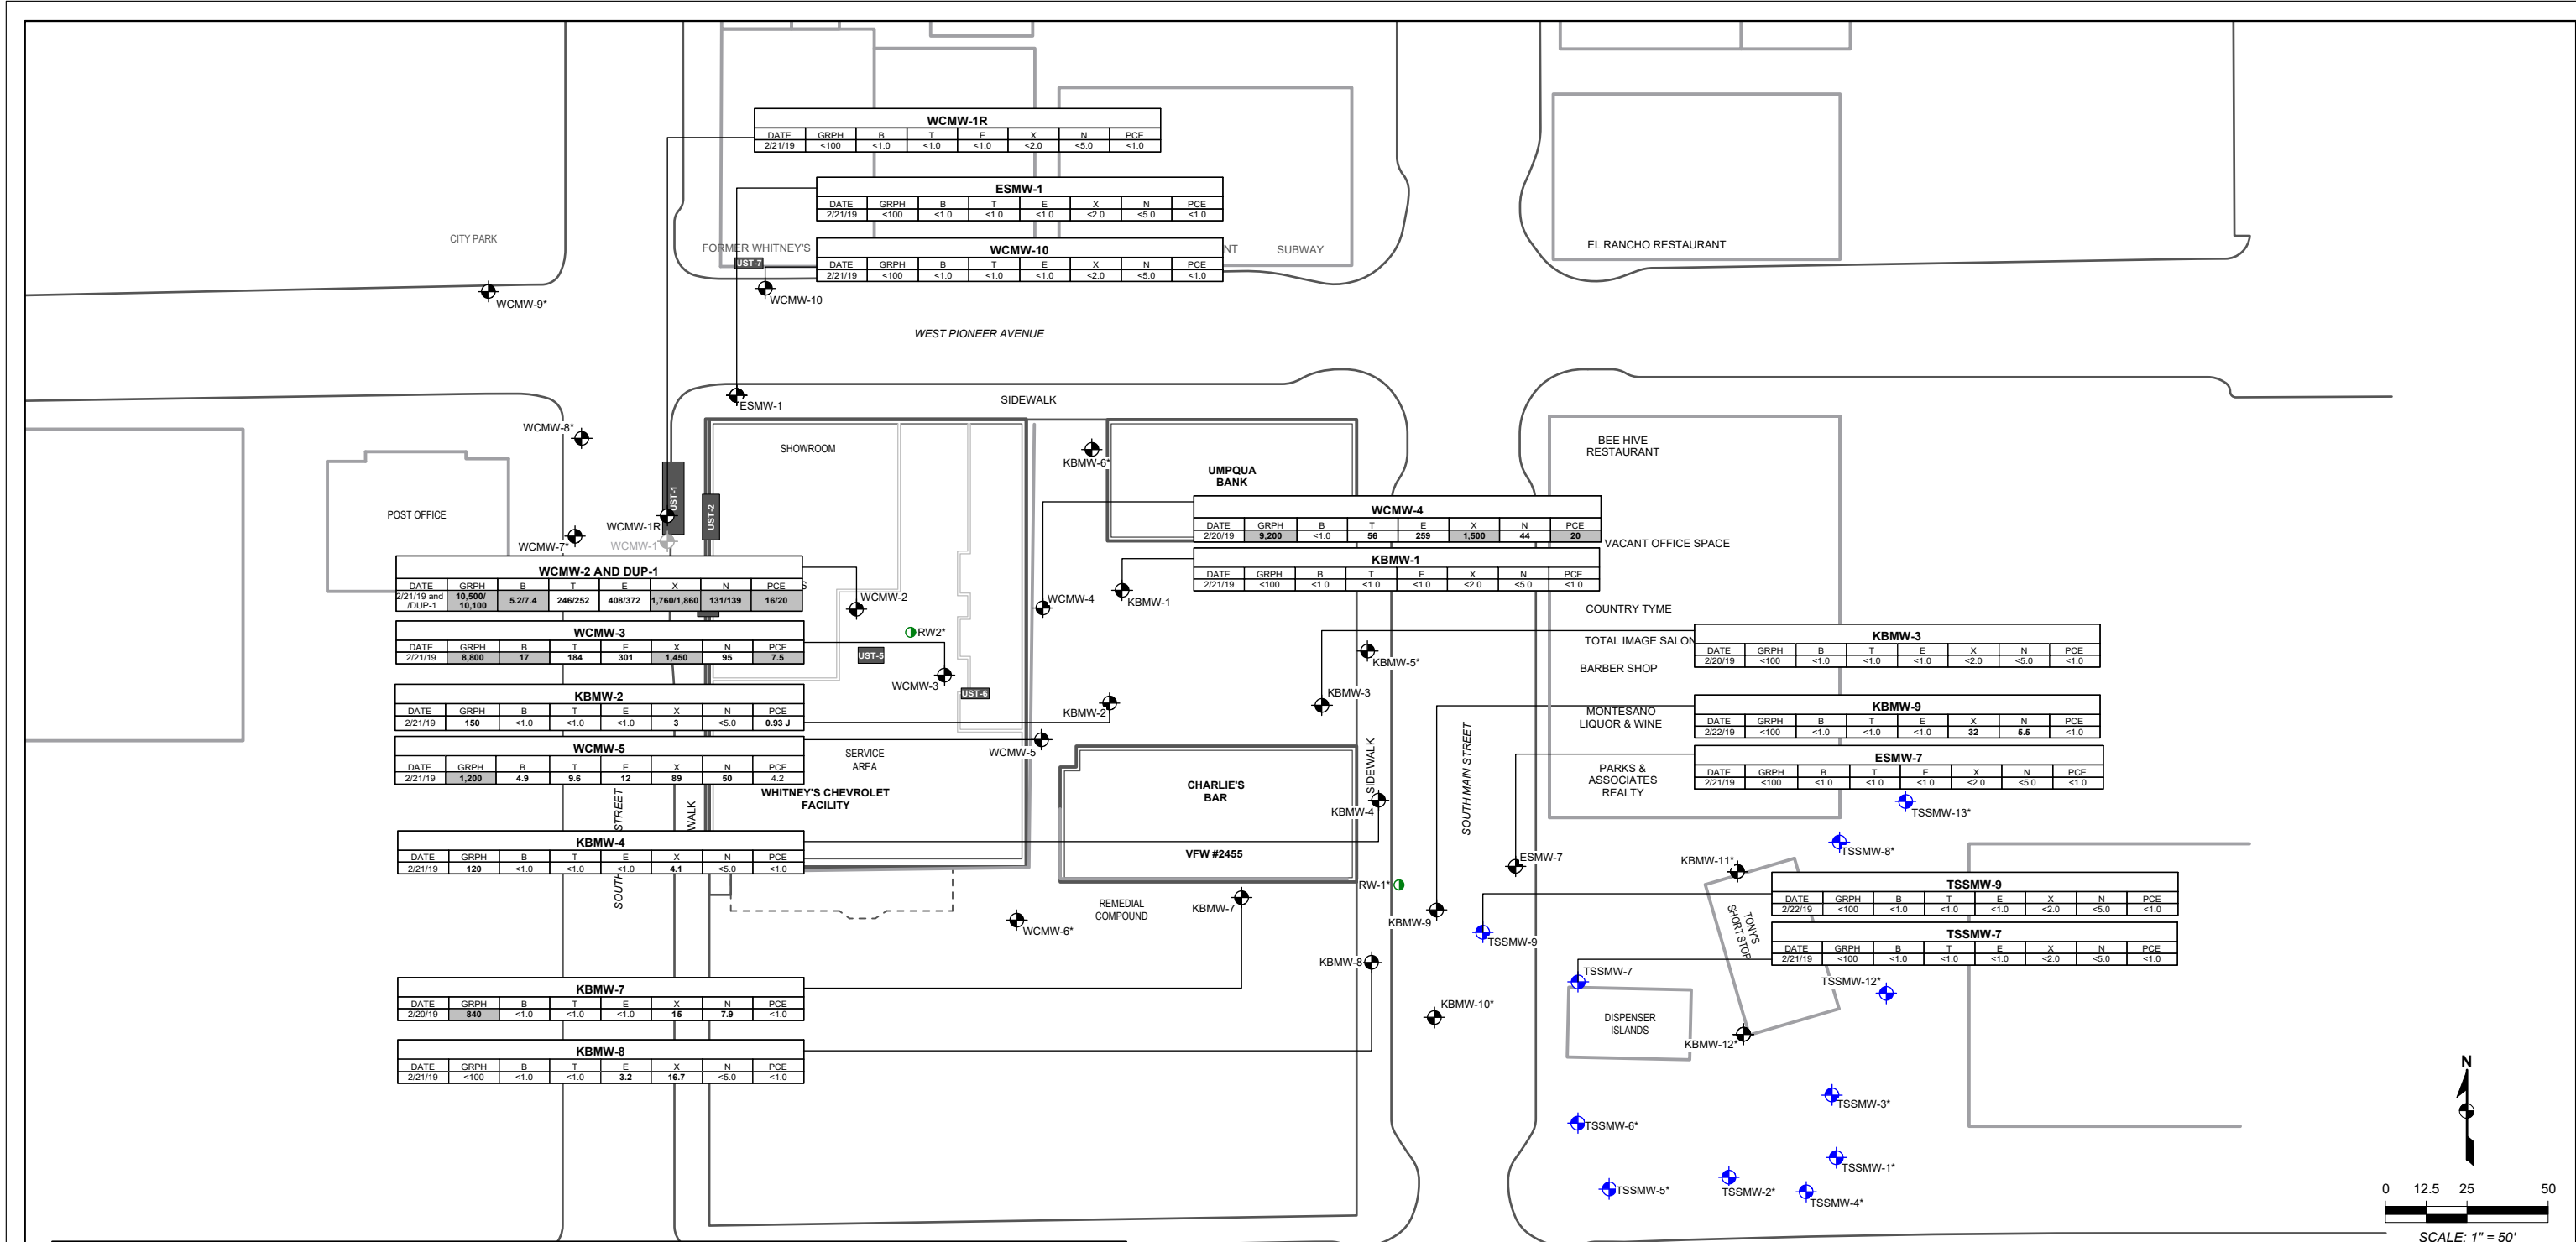 WCMW-1R
DATE GRPH B T E X N PCE
2/21/19 <100 <1.0 <1.0 <1.0 <2.0 <5.0 <1.0
ESMW-1
DATE GRPH B T E X N PCE
2/21/19 <100 <1.0 <1.0 <1.0 <2.0 <5.0 <1.0
CITY PARK
FORMER WHITNEY'S
NT
SUBWAY
EL RANCHO RESTAURANT
WCMW-10
DATE GRPH B T E X N PCE
2/21/19 <100 <1.0 <1.0 <1.0 <2.0 <5.0 <1.0
UST-7
WCMW-9*
WCMW-10
WEST PIONEER AVENUE
ESMW-1
SIDEWALK
WCMW-8*
SHOWROOM
KBMW-6*
UMPQUA
BANK
BEE HIVE
RESTAURANT
UST-1
UST-2
POST OFFICE
WCMW-1R
WCMW-1
WCMW-7*
WCMW-4
DATE GRPH B T E X N PCE
2/20/19 9,200 <1.0 56 259 1,500 44 20
VACANT OFFICE SPACE
KBMW-1
DATE GRPH B T E X N PCE
2/21/19 <100 <1.0 <1.0 <1.0 <2.0 <5.0 <1.0
WCMW-2 AND DUP-1
DATE GRPH B T E X N PCE
2/21/19 and /DUP-1 10,500/ 10,100 5.2/7.4 246/252 408/372 1,760/1,860 131/139 16/20
S
WCMW-2
WCMW-4
KBMW-1
COUNTRY TYME
WCMW-3
DATE GRPH B T E X N PCE
2/21/19 8,800 17 184 301 1,450 95 7.5
RW2*
UST-5
WCMW-3
UST-6
KBMW-5*
TOTAL IMAGE SALON
BARBER SHOP
KBMW-3
DATE GRPH B T E X N PCE
2/20/19 <100 <1.0 <1.0 <1.0 <2.0 <5.0 <1.0
KBMW-2
DATE GRPH B T E X N PCE
2/21/19 150 <1.0 <1.0 <1.0 3 <5.0 0.93 J
KBMW-2
KBMW-3
MONTESANO
LIQUOR & WINE
KBMW-9
DATE GRPH B T E X N PCE
2/22/19 <100 <1.0 <1.0 <1.0 32 5.5 <1.0
WCMW-5
DATE GRPH B T E X N PCE
2/21/19 1,200 4.9 9.6 12 89 50 4.2
SERVICE
AREA
WCMW-5
SIDEWALK
SOUTH MAIN STREET
PARKS &
ASSOCIATES
REALTY
ESMW-7
DATE GRPH B T E X N PCE
2/21/19 <100 <1.0 <1.0 <1.0 <2.0 <5.0 <1.0
WHITNEY'S CHEVROLET
FACILITY
CHARLIE'S
BAR
KBMW-4
TSSMW-13*
STREET
WALK
SOUTH
KBMW-4
DATE GRPH B T E X N PCE
2/21/19 120 <1.0 <1.0 <1.0 4.1 <5.0 <1.0
VFW #2455
ESMW-7
KBMW-11*
TSSMW-8*
RW-1*
REMEDIAL
COMPOUND
KBMW-7
WCMW-6*
KBMW-9
TSSMW-9
TSSMW-9
DATE GRPH B T E X N PCE
2/22/19 <100 <1.0 <1.0 <1.0 <2.0 <5.0 <1.0
TONY'S
SHORT STOP
TSSMW-7
DATE GRPH B T E X N PCE
2/21/19 <100 <1.0 <1.0 <1.0 <2.0 <5.0 <1.0
KBMW-8
TSSMW-7
TSSMW-12*
KBMW-7
DATE GRPH B T E X N PCE
2/20/19 840 <1.0 <1.0 <1.0 15 7.9 <1.0
KBMW-10*
DISPENSER
ISLANDS
KBMW-12*
KBMW-8
DATE GRPH B T E X N PCE
2/21/19 <100 <1.0 <1.0 3.2 16.7 <5.0 <1.0
TSSMW-3*
TSSMW-6*
TSSMW-1*
TSSMW-5*
TSSMW-2*
TSSMW-4*
N
0 12.5 25 50
SCALE: 1" = 50'